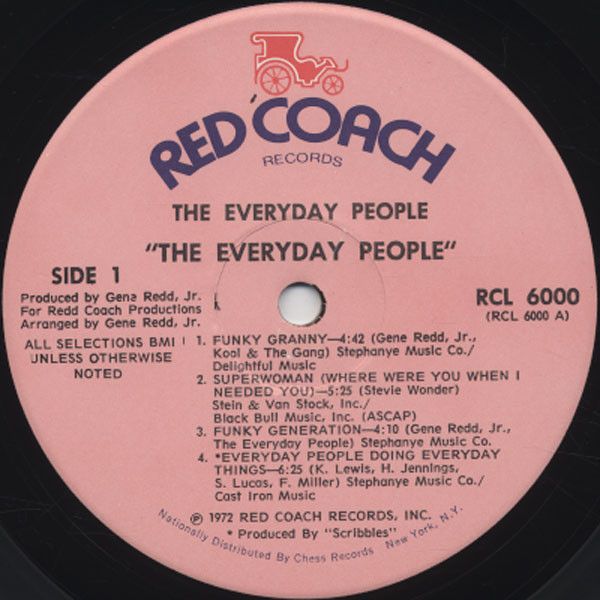 RED 'COACH
RECORDS
THE EVERYDAY PEOPLE
"THE EVERYDAY PEOPLE"
SIDE 1
Produced by Gene Redd, Jr.
For Redd Coach Productions
Arranged by Gene Redd, Jr.
ALL SELECTIONS BMI
UNLESS OTHERWISE
NOTED
RCL 6000
(RCL 6000 A)
1. FUNKY GRANNY—4:42 (Gene Redd, Jr.,
Kool & The Gang) Stephanye Music Co./
Delightful Music
2. SUPERWOMAN (WHERE WERE YOU WHEN I
NEEDED YOU)—5:25 (Stevie Wonder)
Stein & Van Stock, Inc./
Black Bull Music, Inc. (ASCAP)
3. FUNKY GENERATION—4:10 (Gene Redd, Jr.,
The Everyday People) Stephanye Music Co.
4. *EVERYDAY PEOPLE DOING EVERYDAY
THINGS—6:25 (K. Lewis, H. Jennings,
S. Lucas, F. Miller) Stephanye Music Co./
Cast Iron Music
℗ 1972 RED COACH RECORDS, INC.
* Produced By "Scribbles"
Nationally Distributed By Chess Records New York, N.Y.